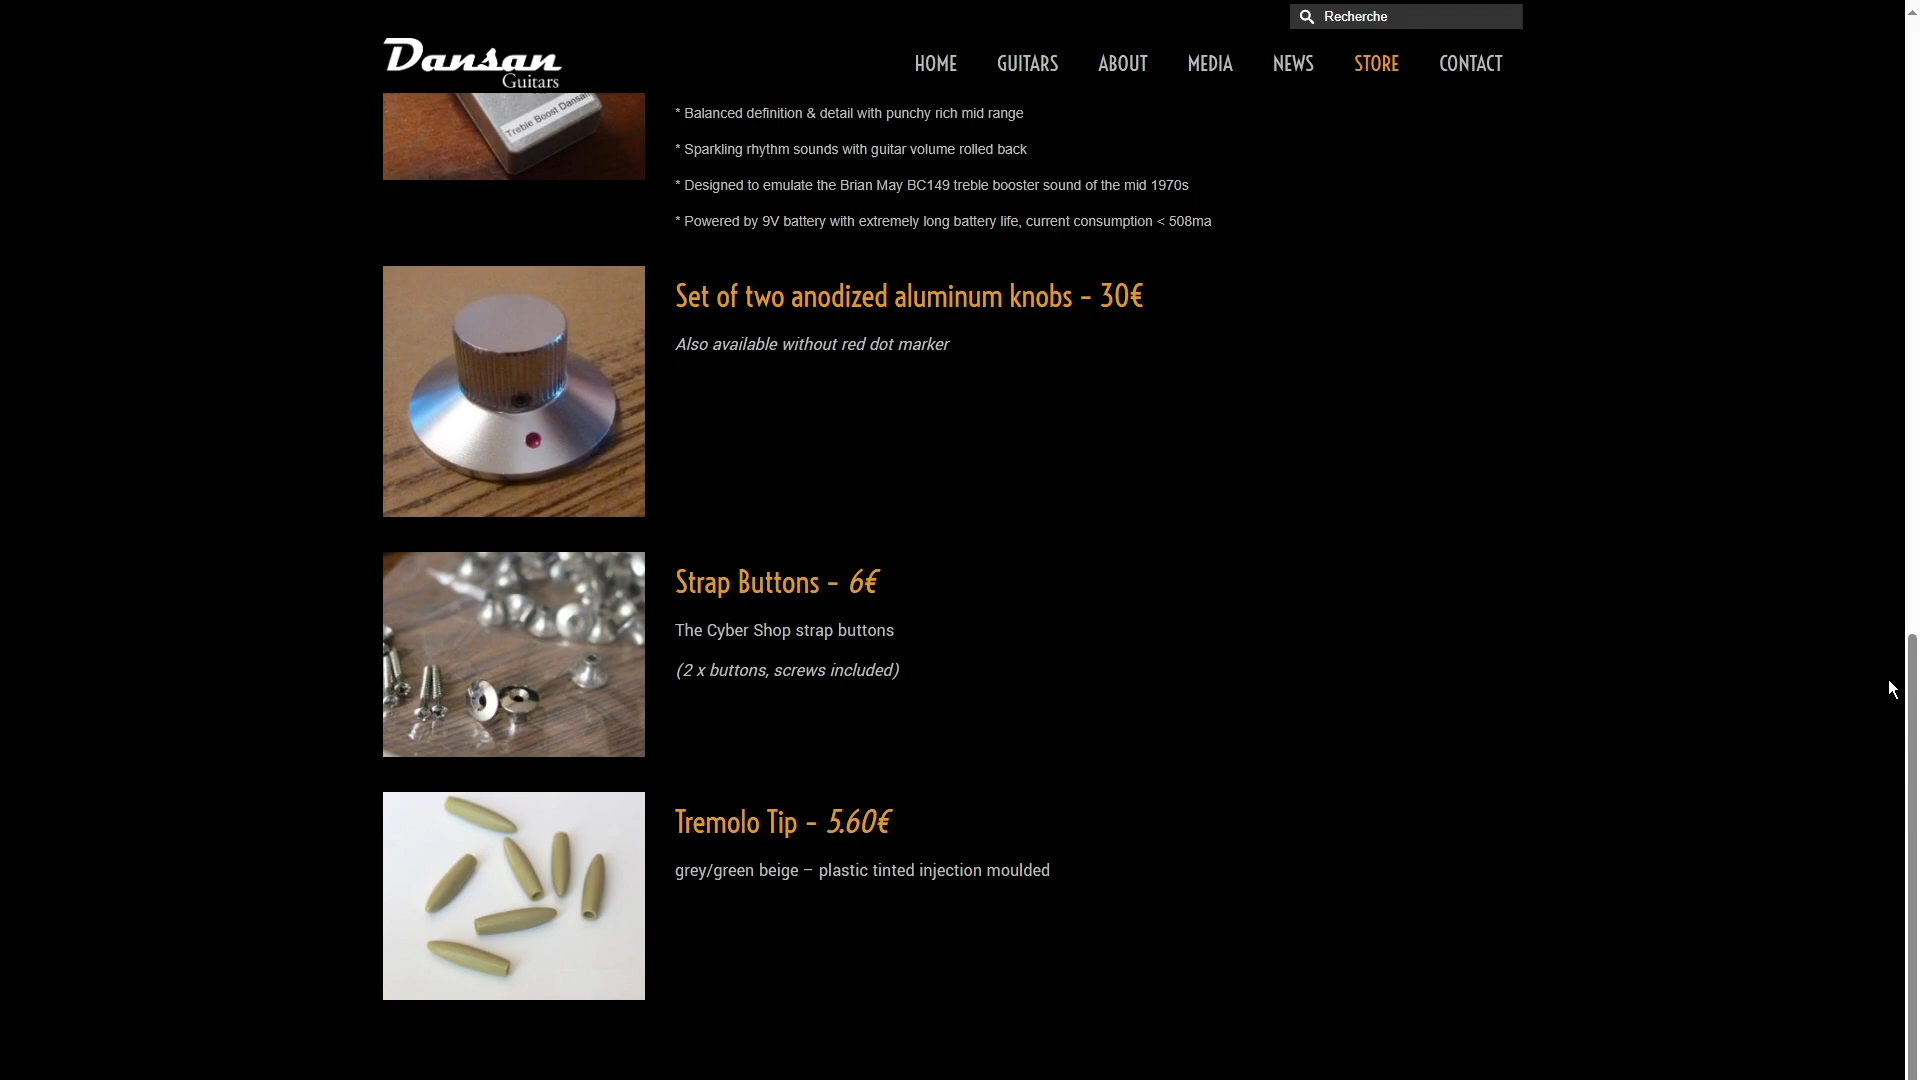 Recherche
Dansan
Guitars
HOME GUITARS ABOUT MEDIA NEWS STORE CONTACT
Treble Boost Dansan
* Balanced definition & detail with punchy rich mid range
* Sparkling rhythm sounds with guitar volume rolled back
* Designed to emulate the Brian May BC149 treble booster sound of the mid 1970s
* Powered by 9V battery with extremely long battery life, current consumption < 508ma
Set of two anodized aluminum knobs – 30€
Also available without red dot marker
Strap Buttons – 6€
The Cyber Shop strap buttons
(2 x buttons, screws included)
Tremolo Tip – 5.60€
grey/green beige – plastic tinted injection moulded